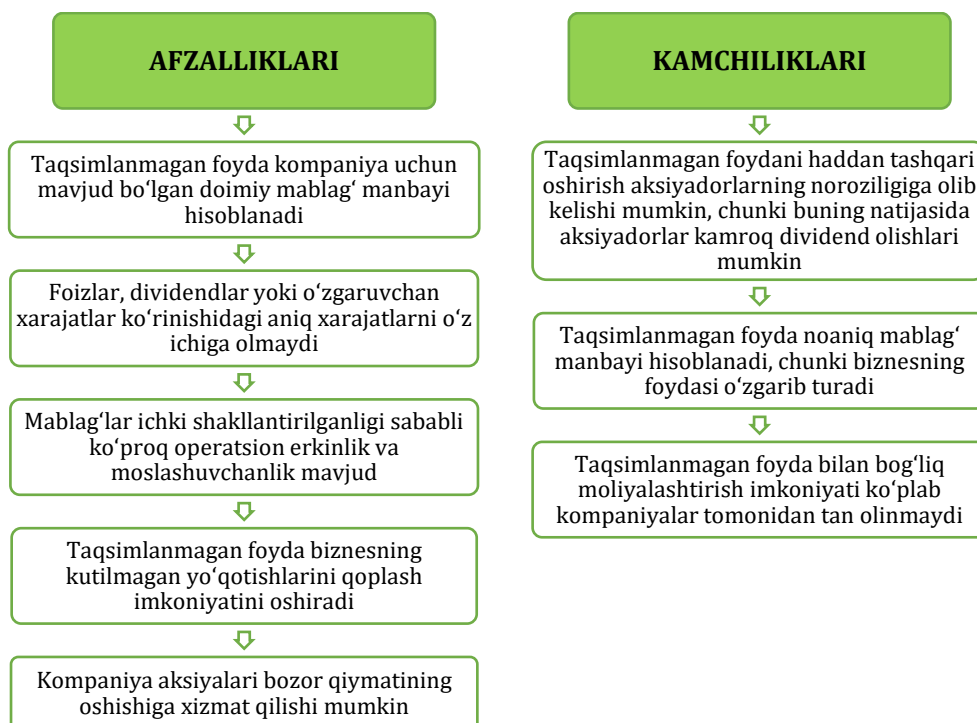 AFZALLIKLARI
Taqsimlanmagan foyda kompaniya uchun
mavjud bo‘lgan doimiy mablag‘ manbayi
hisoblanadi
Foizlar, dividendlar yoki o‘zgaruvchan
xarajatlar ko‘rinishidagi aniq xarajatlarni o‘z
ichiga olmaydi
Mablag‘lar ichki shakllantirilganligi sababli
ko‘proq operatsion erkinlik va
moslashuvchanlik mavjud
Taqsimlanmagan foyda biznesning
kutilmagan yo‘qotishlarini qoplash
imkoniyatini oshiradi
Kompaniya aksiyalari bozor qiymatining
oshishiga xizmat qilishi mumkin
KAMCHILIKLARI
Taqsimlanmagan foydani haddan tashqari
oshirish aksiyadorlarning noroziligiga olib
kelishi mumkin, chunki buning natijasida
aksiyadorlar kamroq dividend olishlari
mumkin
Taqsimlanmagan foyda noaniq mablag‘
manbayi hisoblanadi, chunki biznesning
foydasi o‘zgarib turadi
Taqsimlanmagan foyda bilan bog‘liq
moliyalashtirish imkoniyati ko‘plab
kompaniyalar tomonidan tan olinmaydi